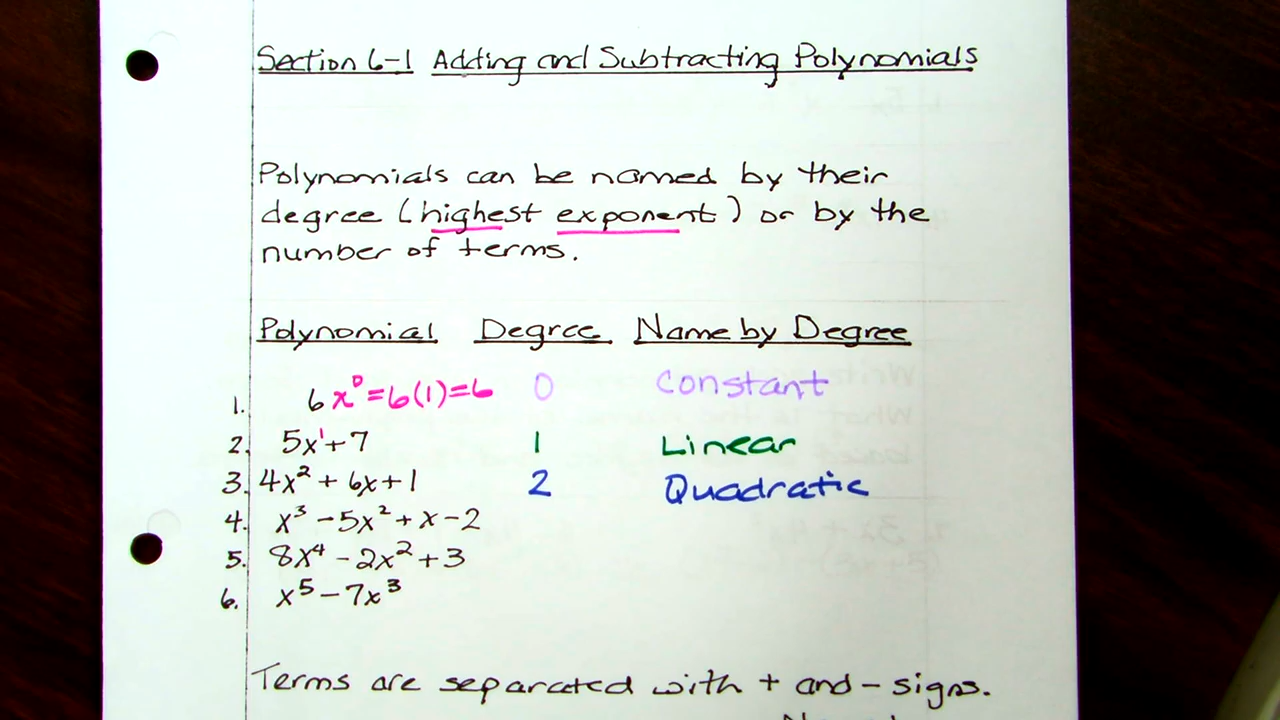 Section 6-1 Adding and Subtracting Polynomials
Polynomials can be named by their
degree (highest exponent) or by the
number of terms.
Polynomial Degree Name by Degree
1. 6x⁰=6(1)=6 0 Constant
2. 5x¹+7 1 Linear
3. 4x²+6x+1 2 Quadratic
4. x³-5x²+x-2
5. 8x⁴-2x²+3
6. x⁵-7x³
Terms are separated with + and - signs.